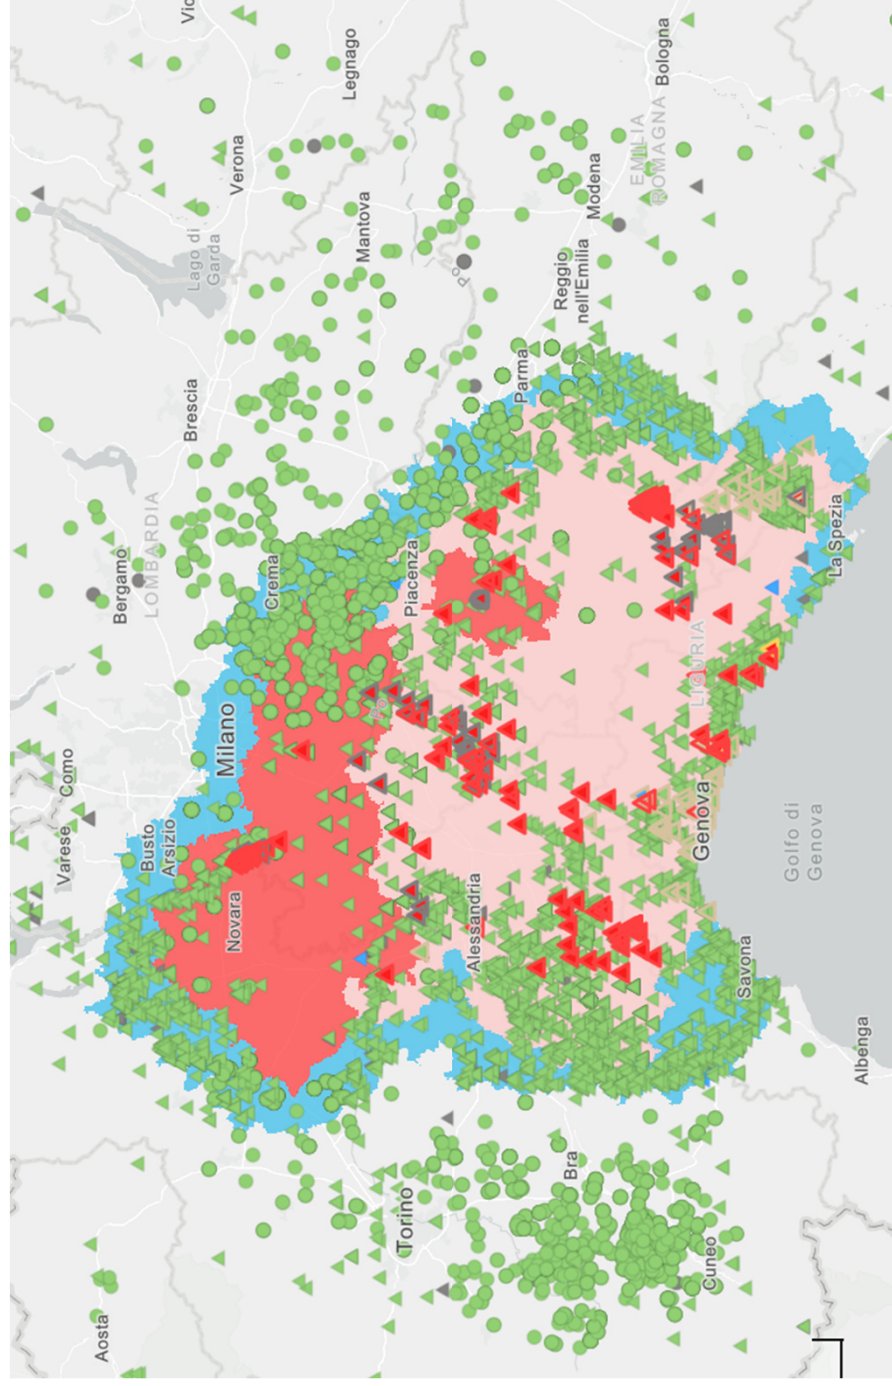 Varese
Como
Aosta
Bergamo
LOMBARDIA
Busto
Arsizio
Vic
Brescia
Lago di
Garda
Milano
Novara
Verona
Crema
Legnago
Mantova
Torino
Piacenza
Po
Alessandria
Parma
Reggio
nell'Emilia
Bra
Modena
EMILIA
ROMAGNA
Bologna
LIGURIA
Genova
Cuneo
Savona
Golfo di
Genova
La Spezia
Albenga